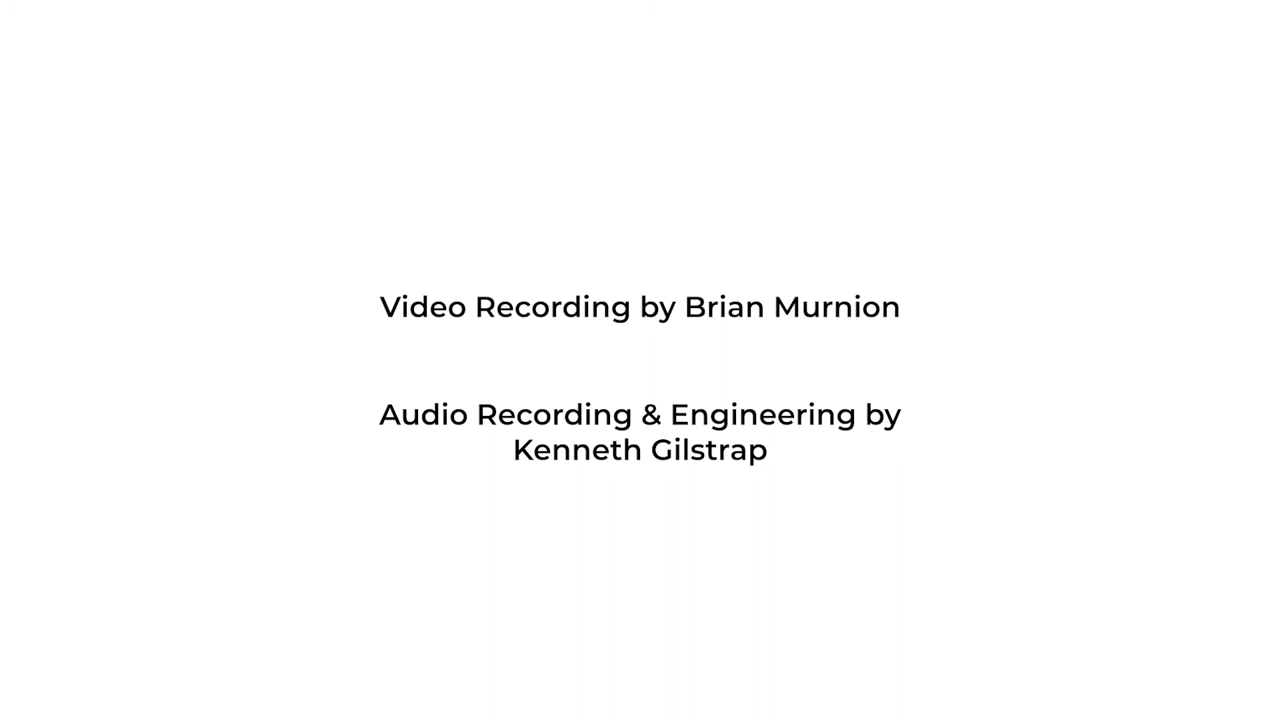 Video Recording by Brian Murnion
Audio Recording & Engineering by
Kenneth Gilstrap